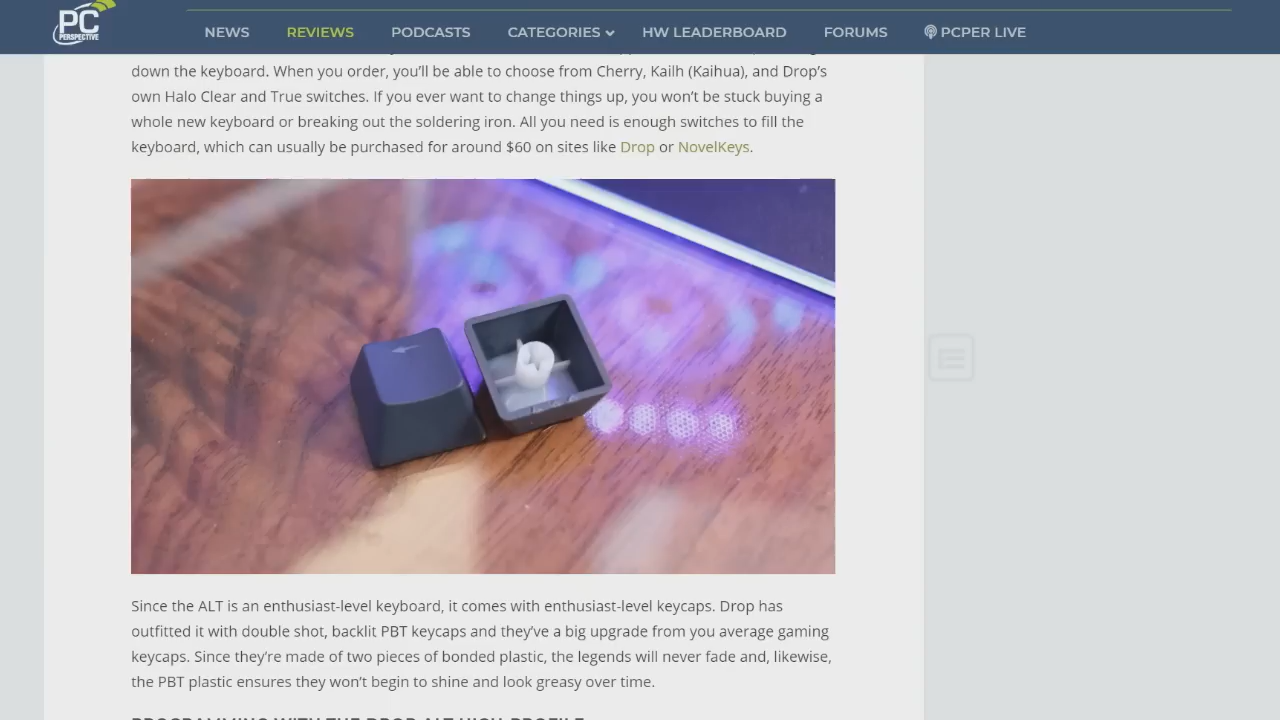 PC
PERSPECTIVE
NEWS REVIEWS PODCASTS CATEGORIES HW LEADERBOARD FORUMS PCPER LIVE
down the keyboard. When you order, you’ll be able to choose from Cherry, Kailh (Kaihua), and Drop’s
own Halo Clear and True switches. If you ever want to change things up, you won’t be stuck buying a
whole new keyboard or breaking out the soldering iron. All you need is enough switches to fill the
keyboard, which can usually be purchased for around $60 on sites like Drop or NovelKeys.
Since the ALT is an enthusiast-level keyboard, it comes with enthusiast-level keycaps. Drop has
outfitted it with double shot, backlit PBT keycaps and they’ve a big upgrade from you average gaming
keycaps. Since they’re made of two pieces of bonded plastic, the legends will never fade and, likewise,
the PBT plastic ensures they won’t begin to shine and look greasy over time.
PROGRAMMING WITH THE DROP ALT HIGH-PROFILE